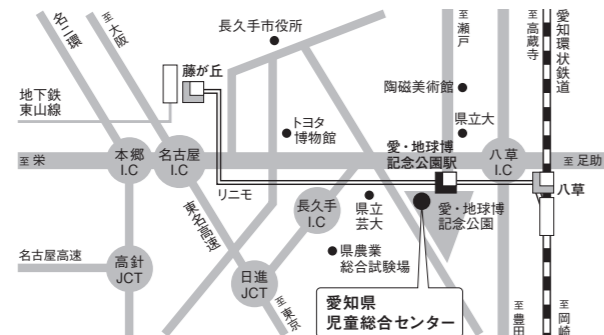 名二環
至大阪
長久手市役所
至瀬戸
至高蔵寺
愛知環状鉄道
藤が丘
地下鉄
東山線
陶磁美術館
トヨタ
博物館
県立大
愛・地球博
記念公園駅
至栄
本郷
I.C
名古屋
I.C
八草
I.C
至足助
リニモ
八草
東名高速
長久手
I.C
県立
芸大
愛・地球博
記念公園
名古屋高速
高針
JCT
日進
JCT
県農業
総合試験場
至東京
愛知県
児童総合センター
至豊田
至岡崎